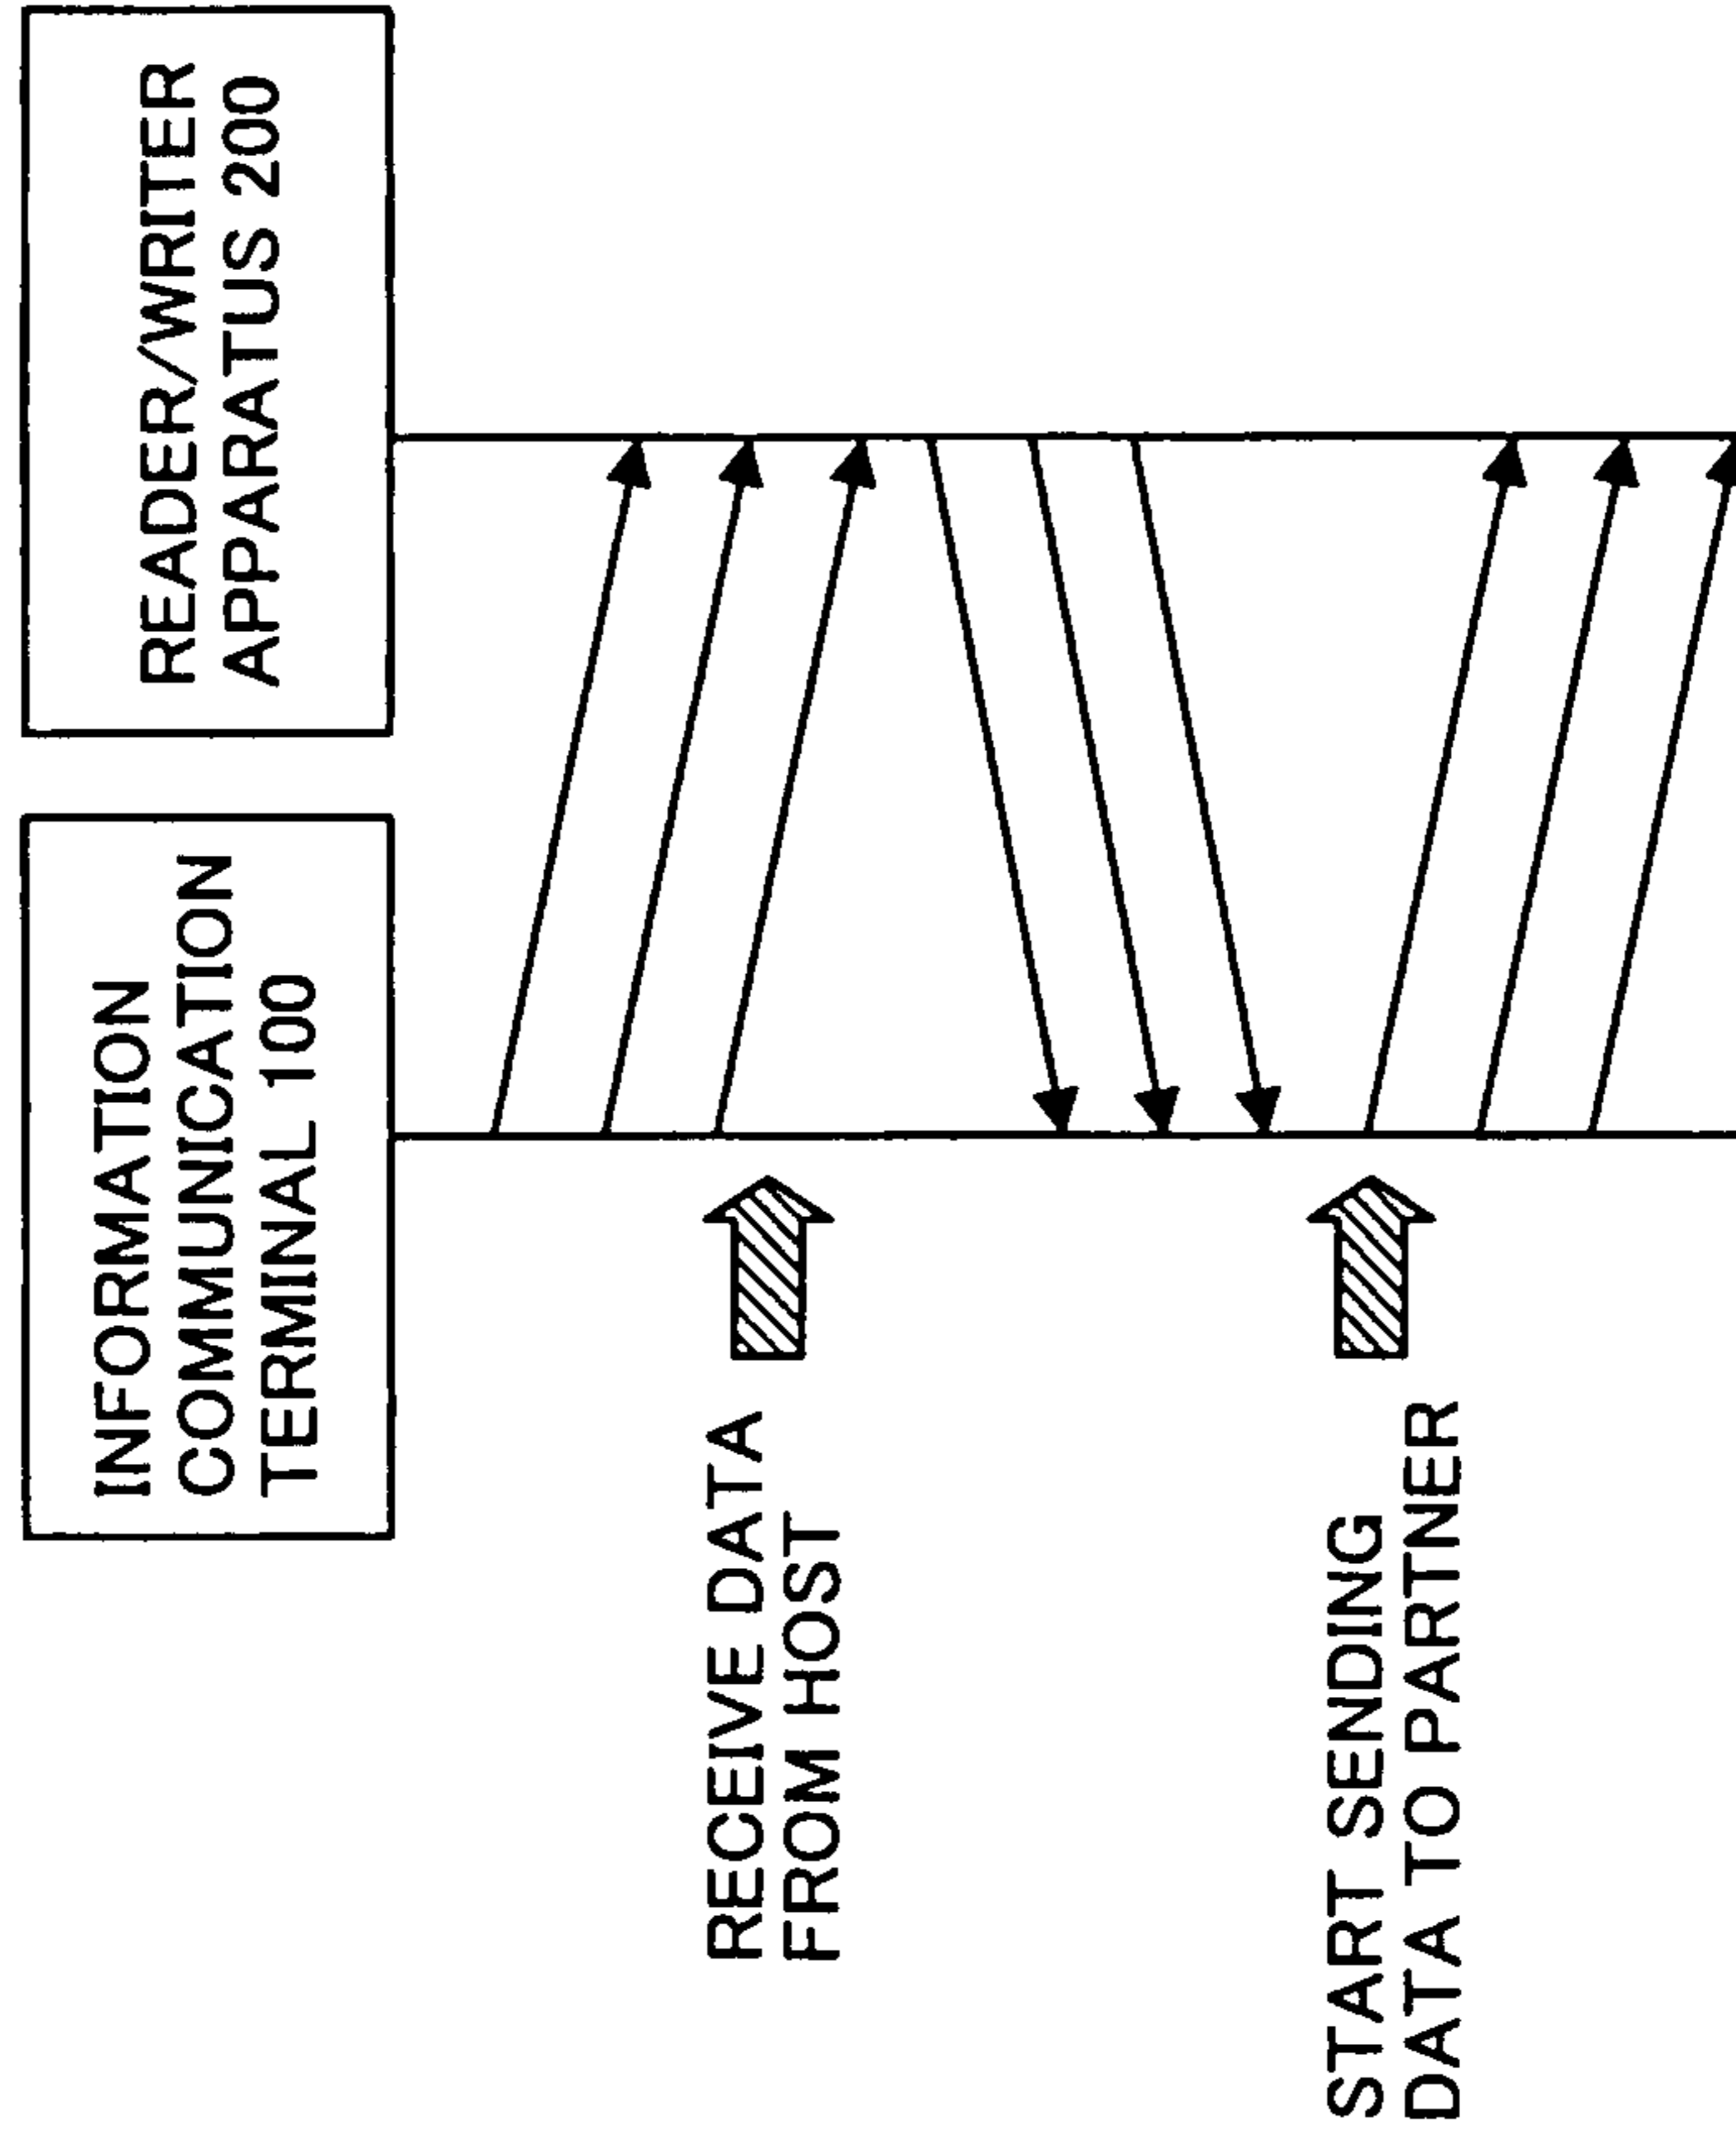 INFORMATION
COMMUNICATION
TERMINAL 100
READER/WRITER
APPARATUS 200
RECEIVE DATA
FROM HOST
START SENDING
DATA TO PARTNER